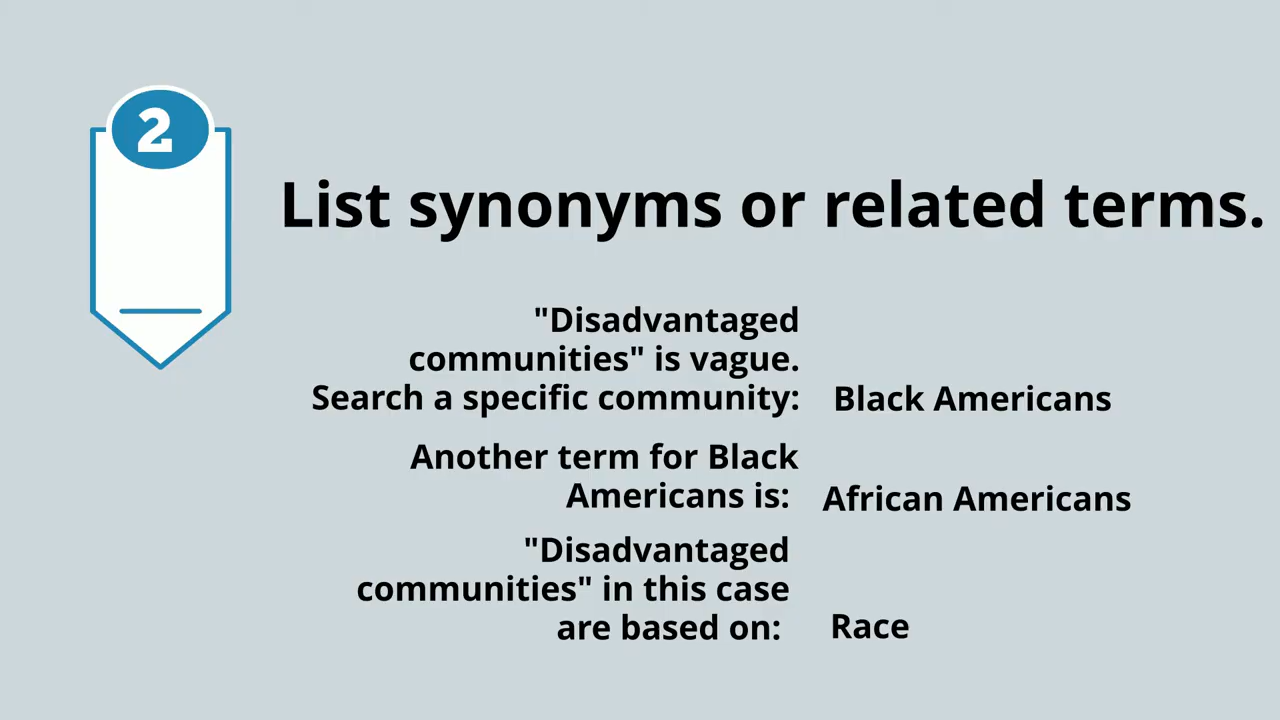 2
List synonyms or related terms.
"Disadvantaged
communities" is vague.
Search a specific community: Black Americans
Another term for Black
Americans is: African Americans
"Disadvantaged
communities" in this case
are based on: Race